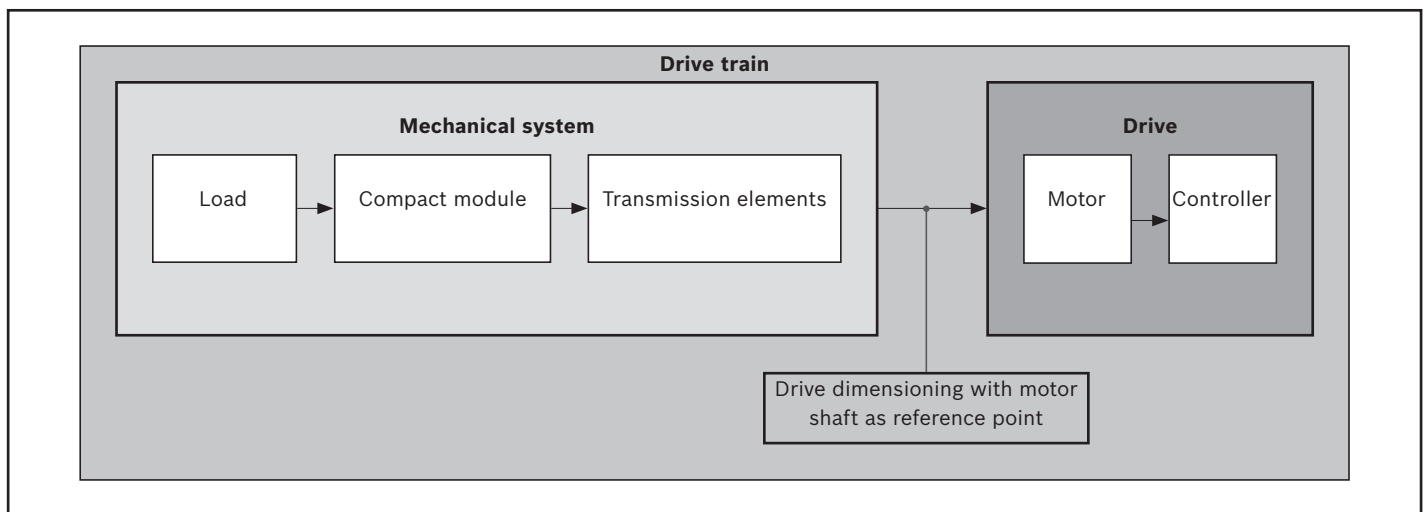 Drive train
Mechanical system
Load
Compact module
Transmission elements
Drive
Motor
Controller
Drive dimensioning with motor
shaft as reference point